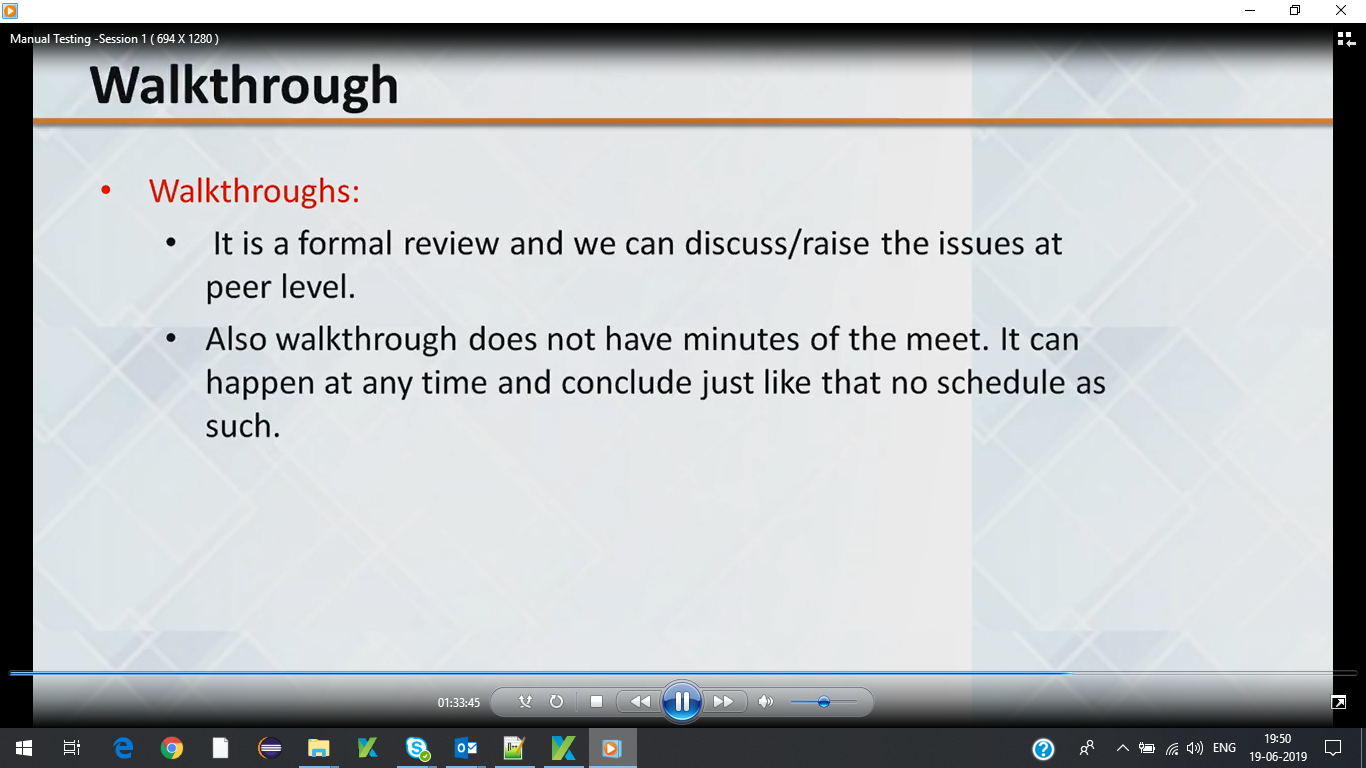 Manual Testing -Session 1 ( 694 X 1280 )
Walkthrough
• Walkthroughs:
• It is a formal review and we can discuss/raise the issues at
peer level.
• Also walkthrough does not have minutes of the meet. It can
happen at any time and conclude just like that no schedule as
such.
01:33:45
ENG
19:50
19-06-2019